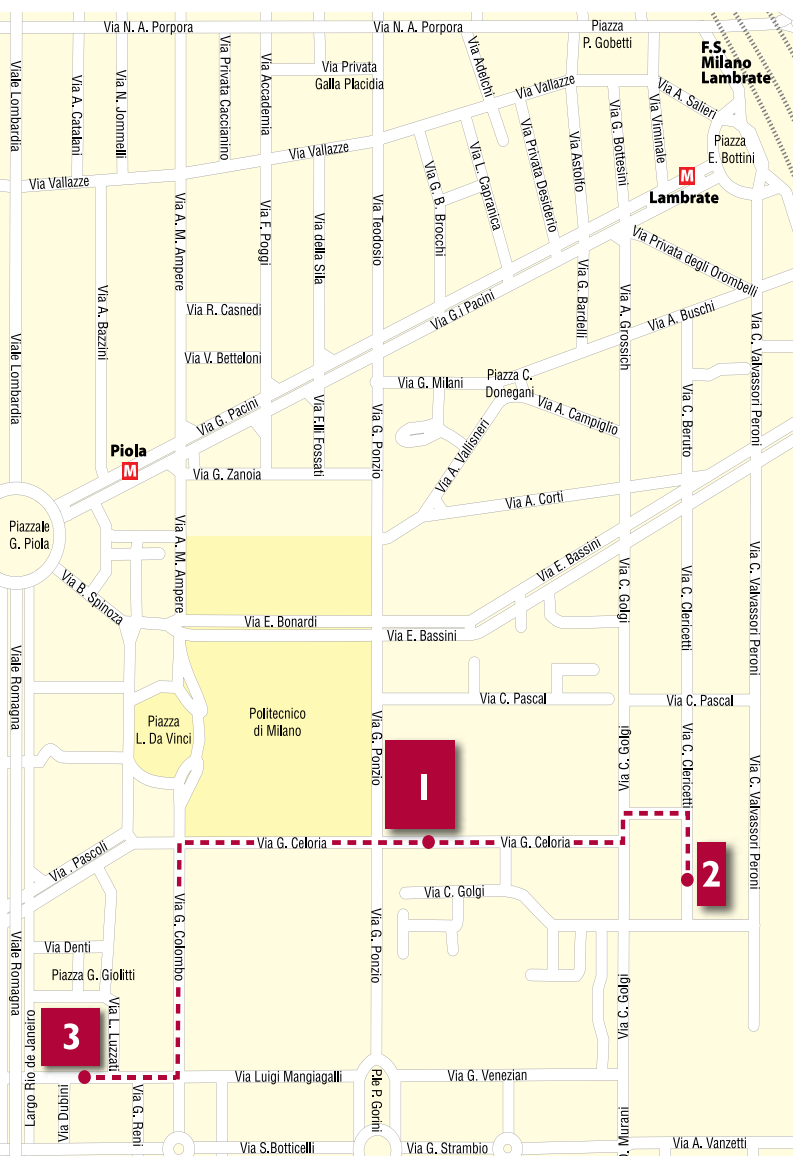 Via N. A. Porpora
Via N. A. Porpora
Piazza
P. Gobetti
F.S.
Milano
Lambrate
Viale Lombardia
Via A. Catalani
Via N. Jommelli
Via Privata Caccianino
Via Accademia
Via Privata
Galla Placidia
Via Adelchi
Via Vallazze
Via A. Salieri
Piazza
E. Bottini
Via Vallazze
Via Vallazze
Via G. B. Brocchi
Via L. Capranica
Via Privata Desiderio
Via Astolfo
Via G. Bottesini
Via Viminale
M
Lambrate
Via A. M. Ampere
Via F. Poggi
Via della Sila
Via Teodosio
Via Privata degli Orombelli
Via A. Bazzini
Via R. Casnedi
Via G.i Pacini
Via G. Bardelli
Via A. Grossich
Via A. Buschi
Via C. Valvassori Peroni
Viale Lombardia
Via V. Betteloni
Via G. Milani
Piazza C.
Donegani
Via A. Campiglio
Via C. Beruto
Via G. Pacini
Via F.lli Fossati
Via G. Ponzio
Via A. Vallisneri
Piola
M
Via G. Zanoia
Via A. Corti
Piazzale
G. Piola
Via A. M. Ampere
Via B. Spinoza
Via E. Bassini
Via C. Golgi
Via C. Clericetti
Via C. Valvassori Peroni
Via E. Bonardi
Via E. Bassini
Viale Romagna
Via C. Pascal
Via C. Pascal
Piazza
L. Da Vinci
Politecnico
di Milano
Via G. Ponzio
Via C. Golgi
Via C. Clericetti
Via C. Valvassori Peroni
1
Via G. Celoria
Via G. Celoria
Via . Pascoli
2
Via C. Golgi
Via G. Colombo
Via G. Ponzio
Viale Romagna
Via Denti
Piazza G. Giolitti
Via C. Golgi
3
Via L. Luzzati
Largo Rio de Janeiro
Via Luigi Mangiagalli
P.le P. Gorini
Via G. Venezian
Via Dubini
Via G. Reni
Via S.Botticelli
Via G. Strambio
Via A. Vanzetti